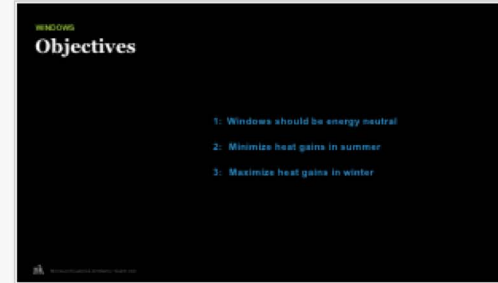 WINDOWS
Objectives
1: Windows should be energy neutral
2: Minimize heat gains in summer
3: Maximize heat gains in winter